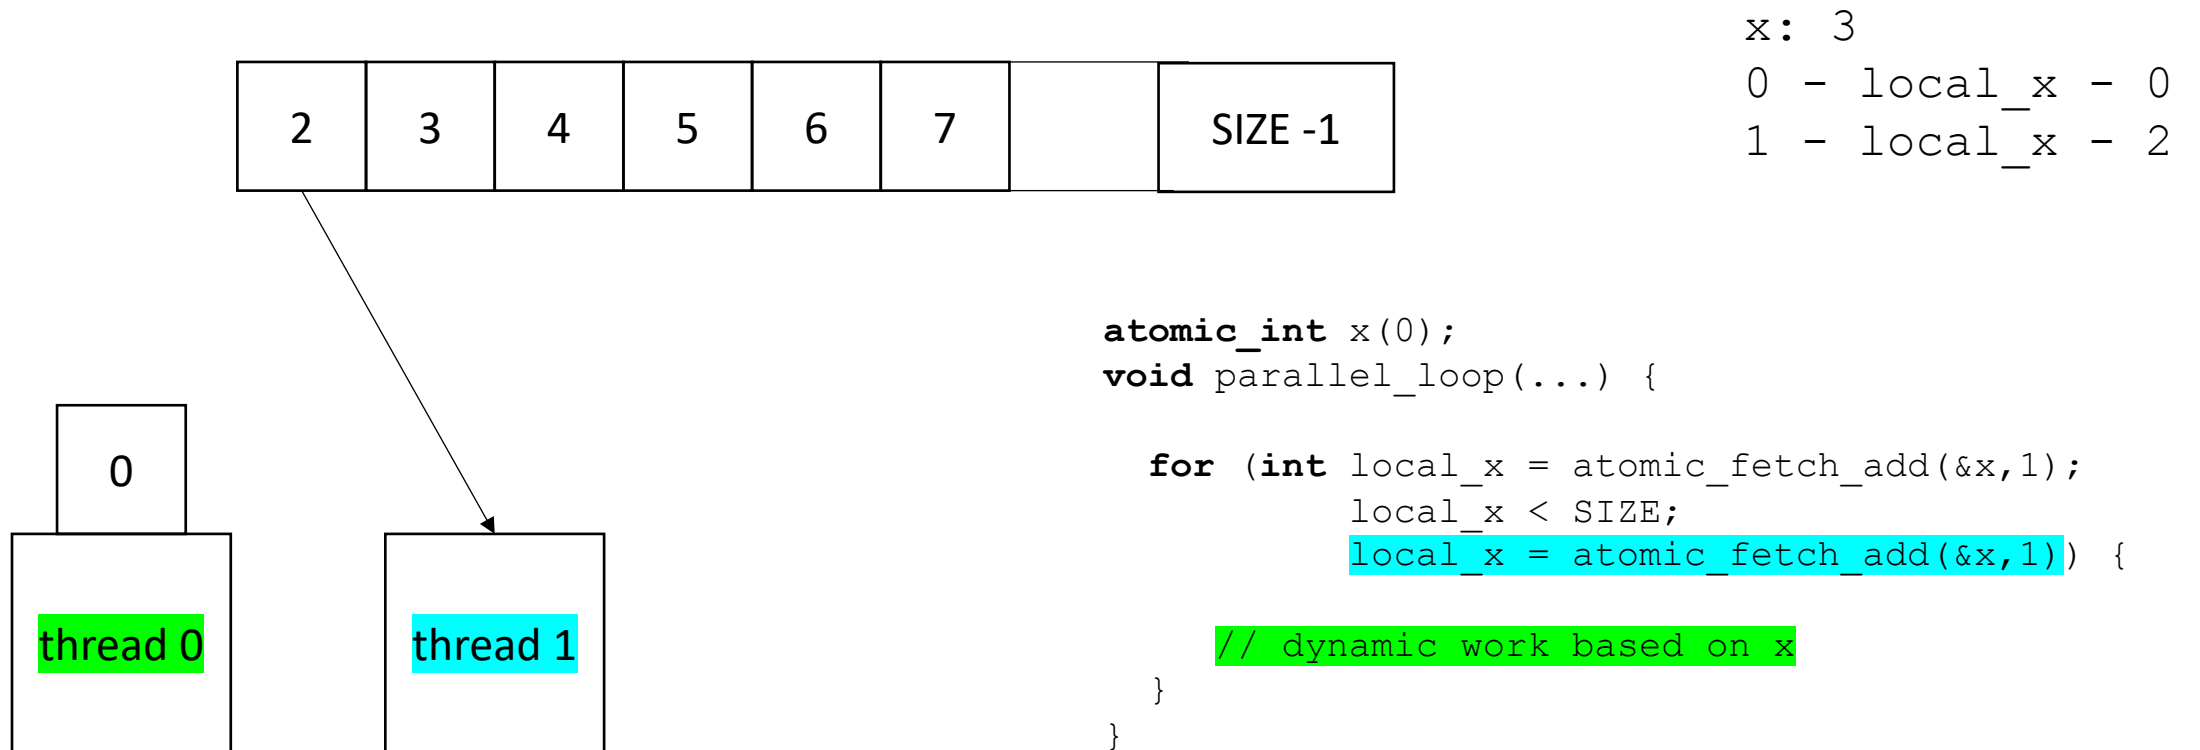 x: 3
0 - local_x - 0
1 - local_x - 2
2 3 4 5 6 7 SIZE -1
atomic_int x(0);
void parallel_loop(...) {
for (int local_x = atomic_fetch_add(&x,1);
local_x < SIZE;
local_x = atomic_fetch_add(&x,1)) {
// dynamic work based on x
}
}
0
thread 0
thread 1